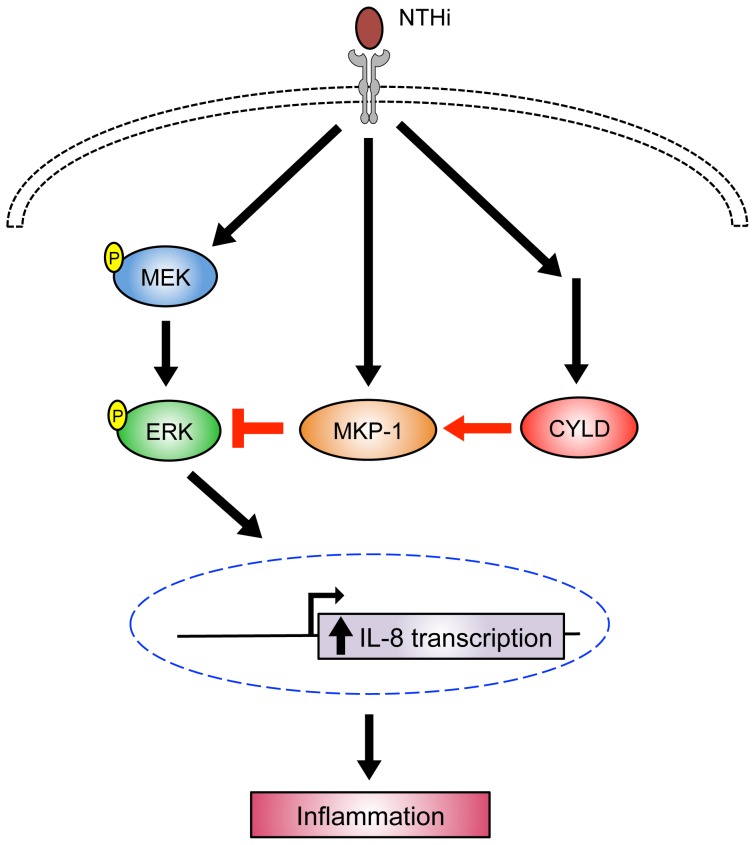 NTHi
P
MEK
P
ERK
MKP-1
CYLD
IL-8 transcription
Inflammation